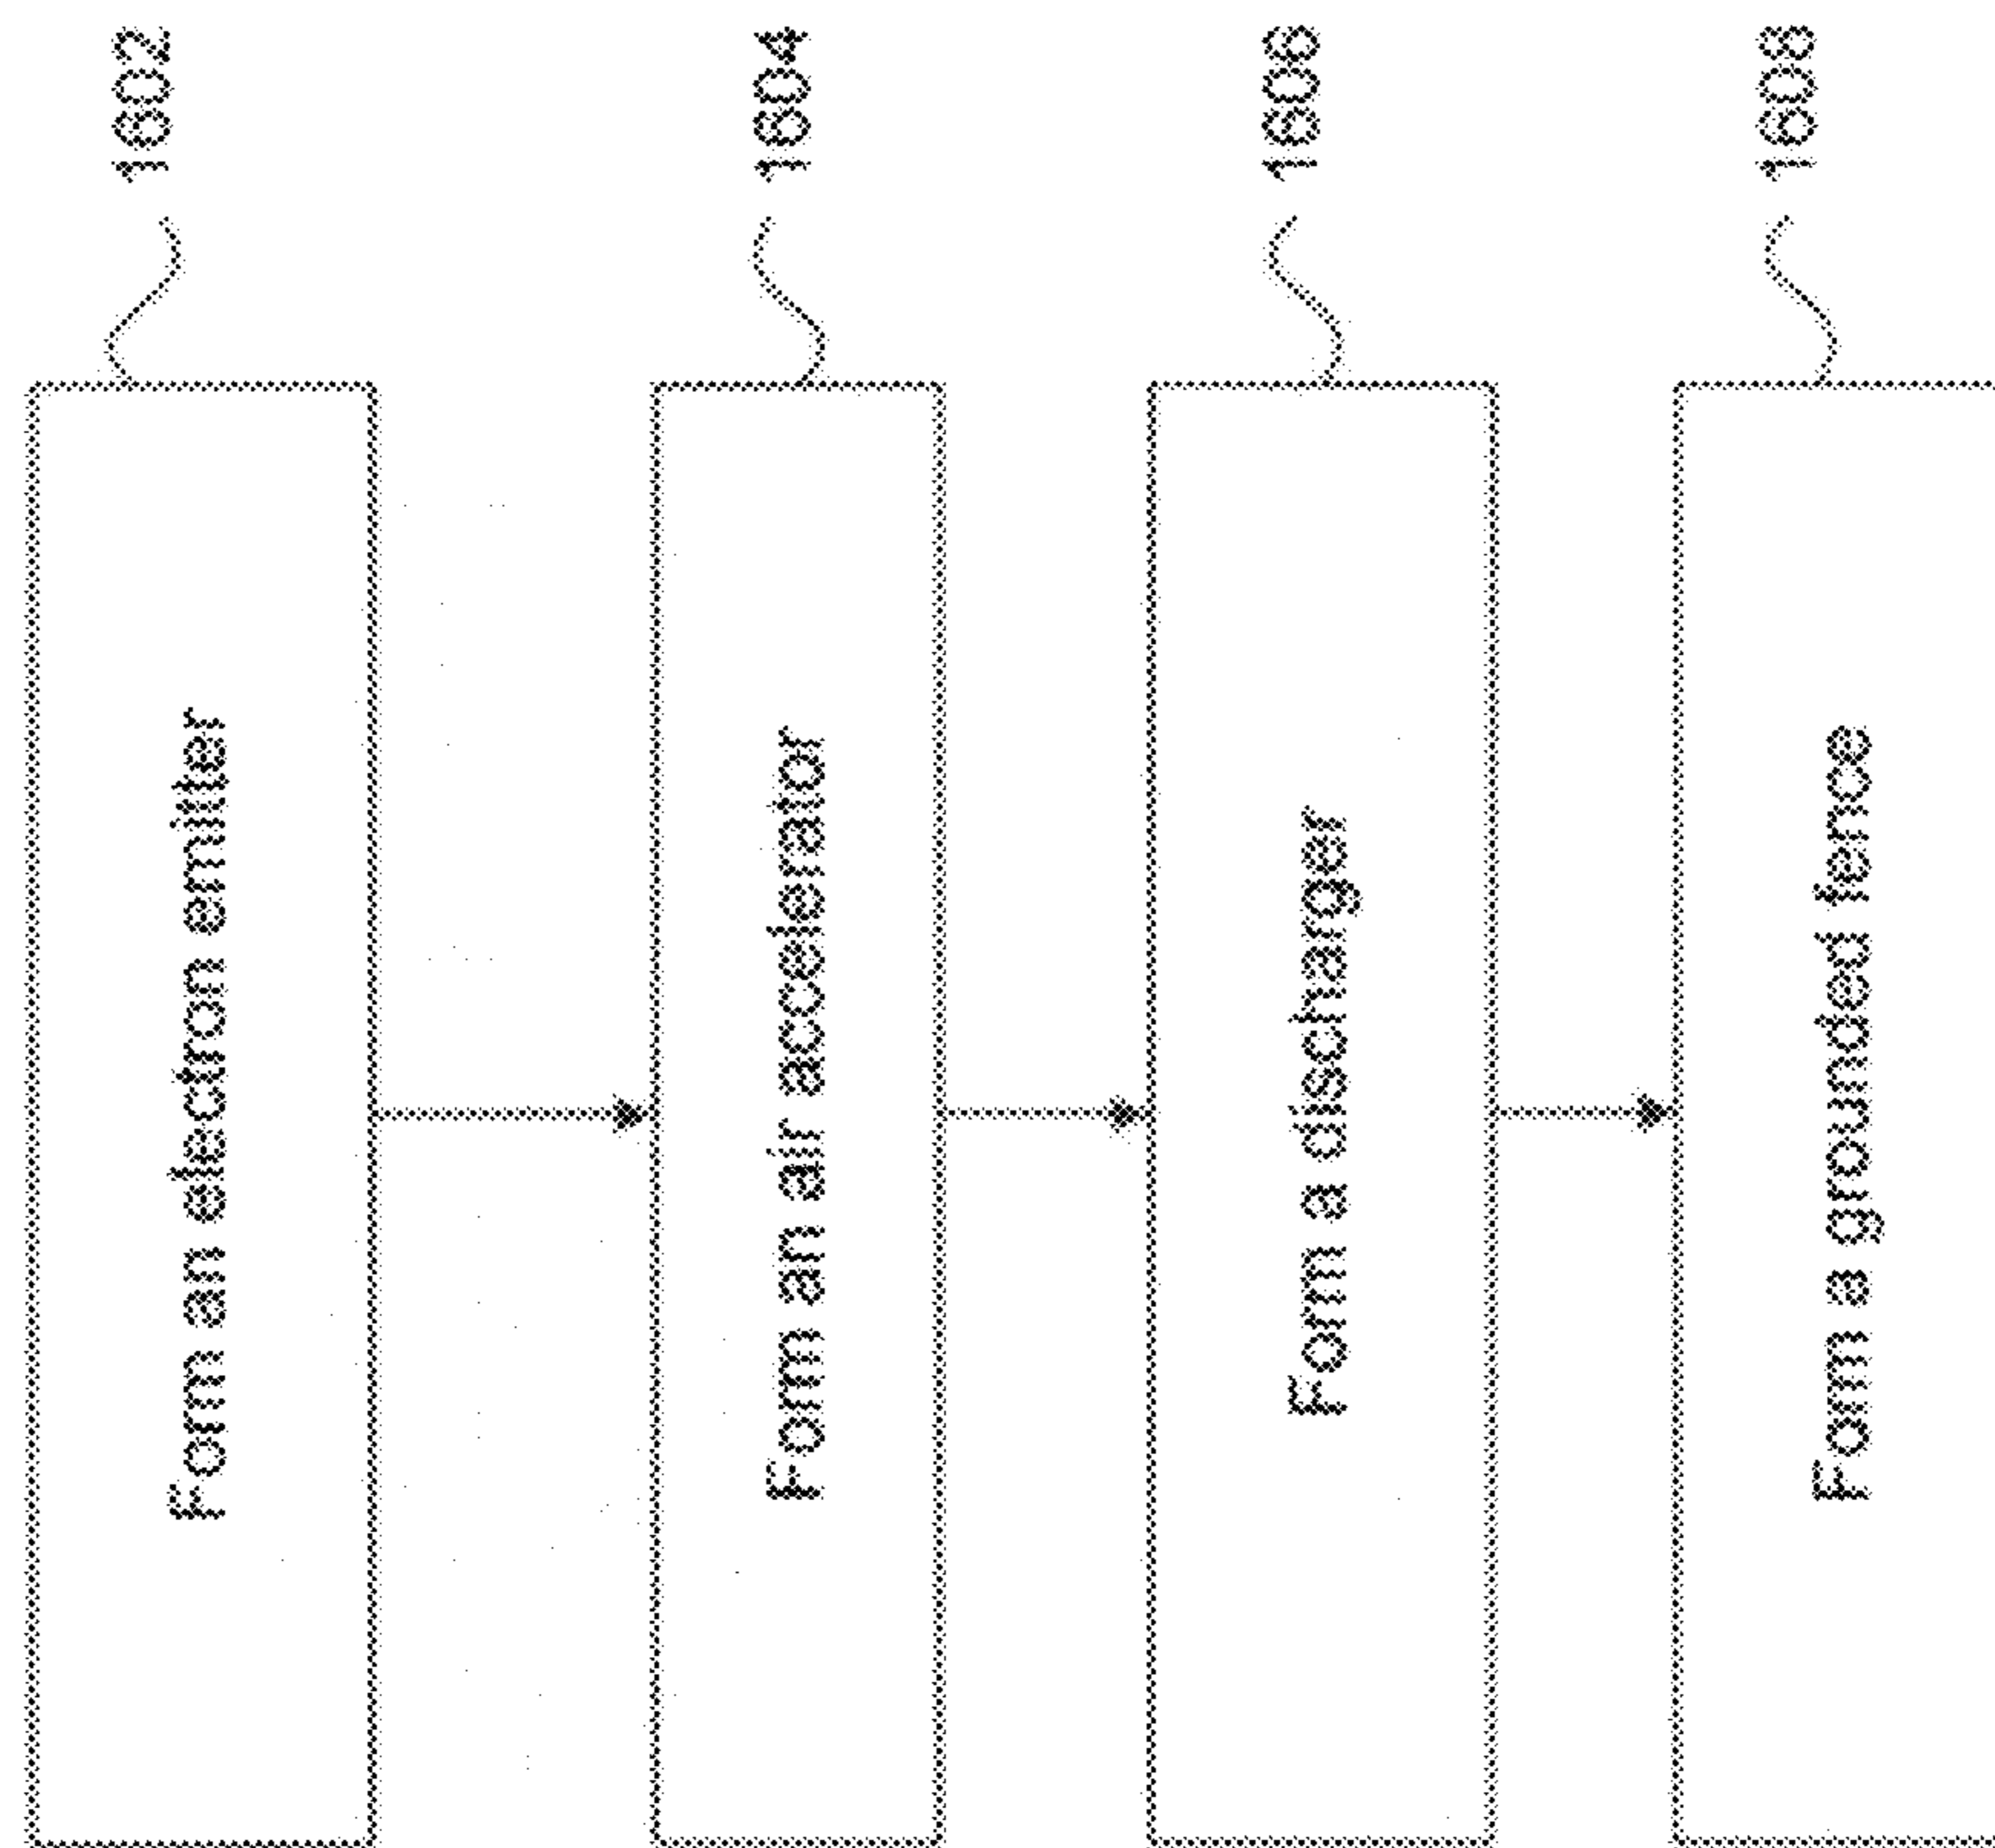 Form an electron emitter
1602
Form an air accelerator
1604
Form a discharger
1606
Form a grounded fence
1608